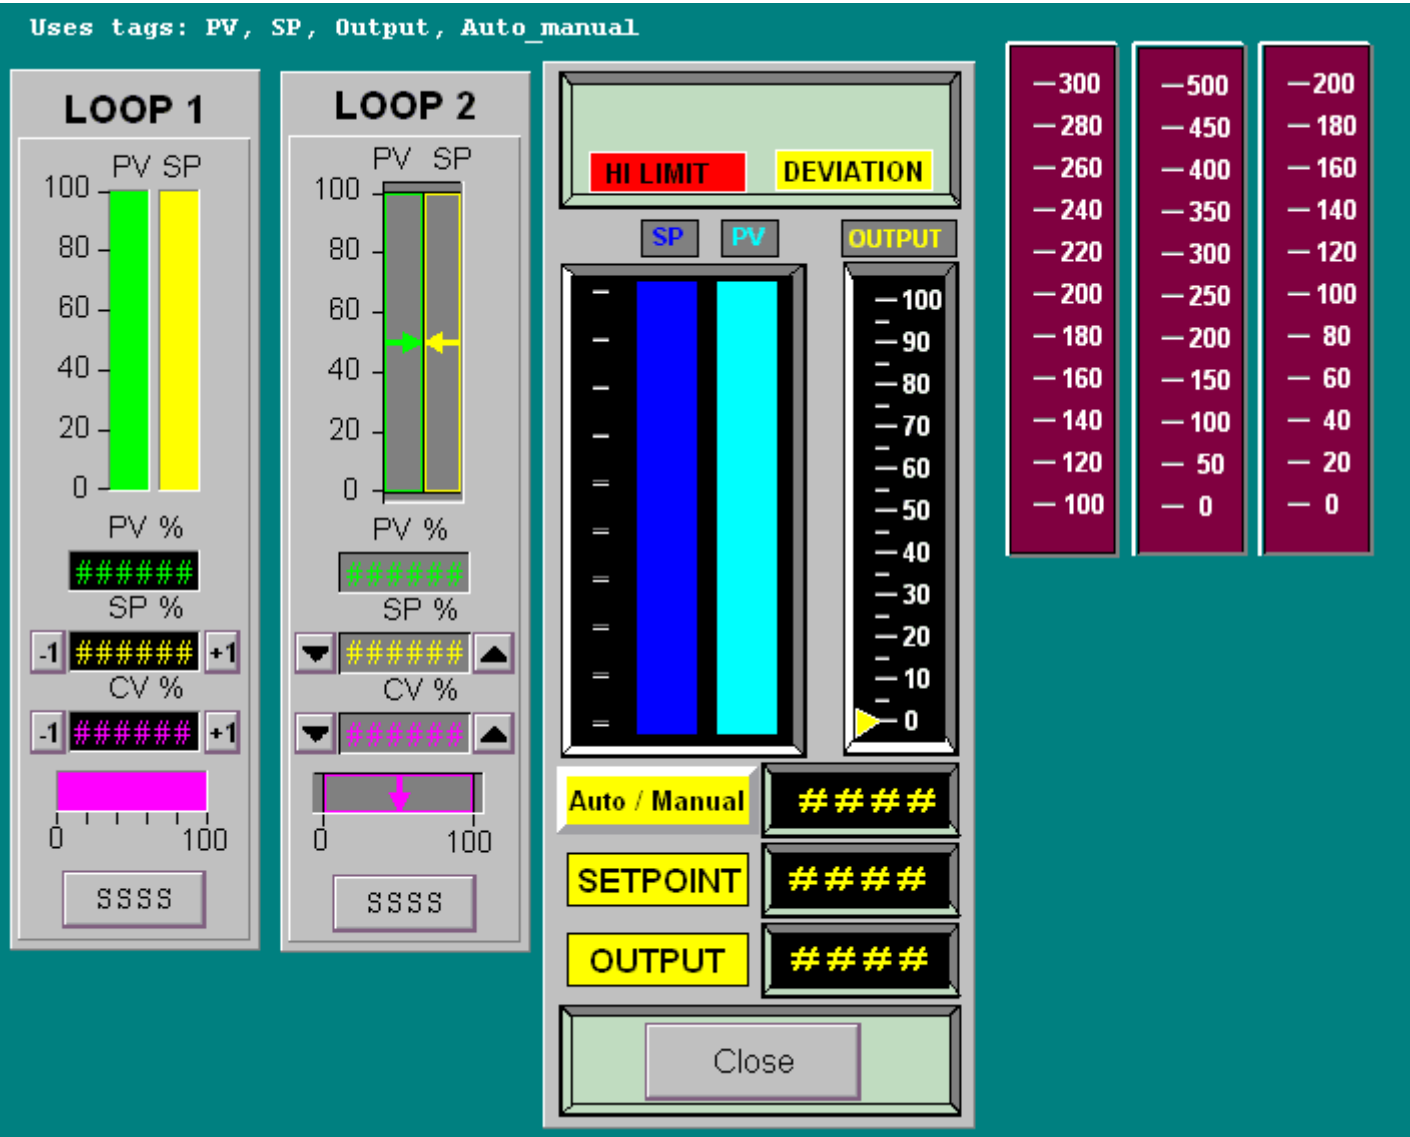 Uses tags: PV, SP, Output, Auto_manual
LOOP 1
PV SP
100
80
60
40
20
0
PV %
######
SP %
-1 ###### +1
CV %
-1 ###### +1
0 100
SSSS
LOOP 2
PV SP
100
80
60
40
20
0
PV %
######
SP %
######
CV %
######
0 100
SSSS
HI LIMIT DEVIATION
SP PV OUTPUT
100
90
80
70
60
50
40
30
20
10
0
Auto / Manual ####
SETPOINT ####
OUTPUT ####
Close
300
280
260
240
220
200
180
160
140
120
100
500
450
400
350
300
250
200
150
100
50
0
200
180
160
140
120
100
80
60
40
20
0